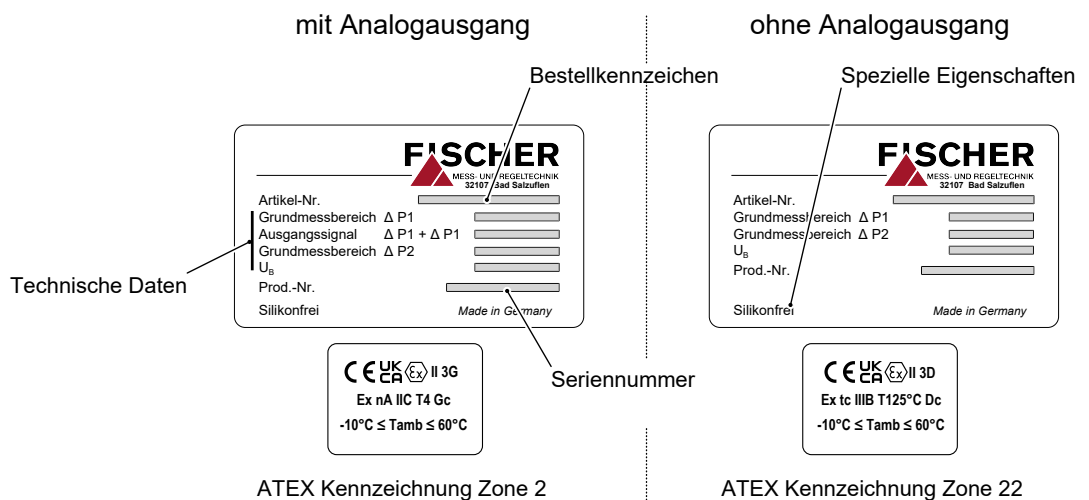 mit Analogausgang
Bestellkennzeichen
FISCHER
MESS- UND REGELTECHNIK
32107 Bad Salzuflen
Artikel-Nr.
Grundmessbereich Δ P1
Ausgangssignal Δ P1 + Δ P1
Grundmessbereich Δ P2
UB
Technische Daten
Prod.-Nr.
Silikonfrei Made in Germany
Seriennummer
CE UK CA Ex II 3G
Ex nA IIC T4 Gc
-10°C ≤ Tamb ≤ 60°C
ATEX Kennzeichnung Zone 2
ohne Analogausgang
Spezielle Eigenschaften
FISCHER
MESS- UND REGELTECHNIK
32107 Bad Salzuflen
Artikel-Nr.
Grundmessbereich Δ P1
Grundmessbereich Δ P2
UB
Prod.-Nr.
Silikonfrei Made in Germany
CE UK CA Ex II 3D
Ex tc IIIB T125°C Dc
-10°C ≤ Tamb ≤ 60°C
ATEX Kennzeichnung Zone 22